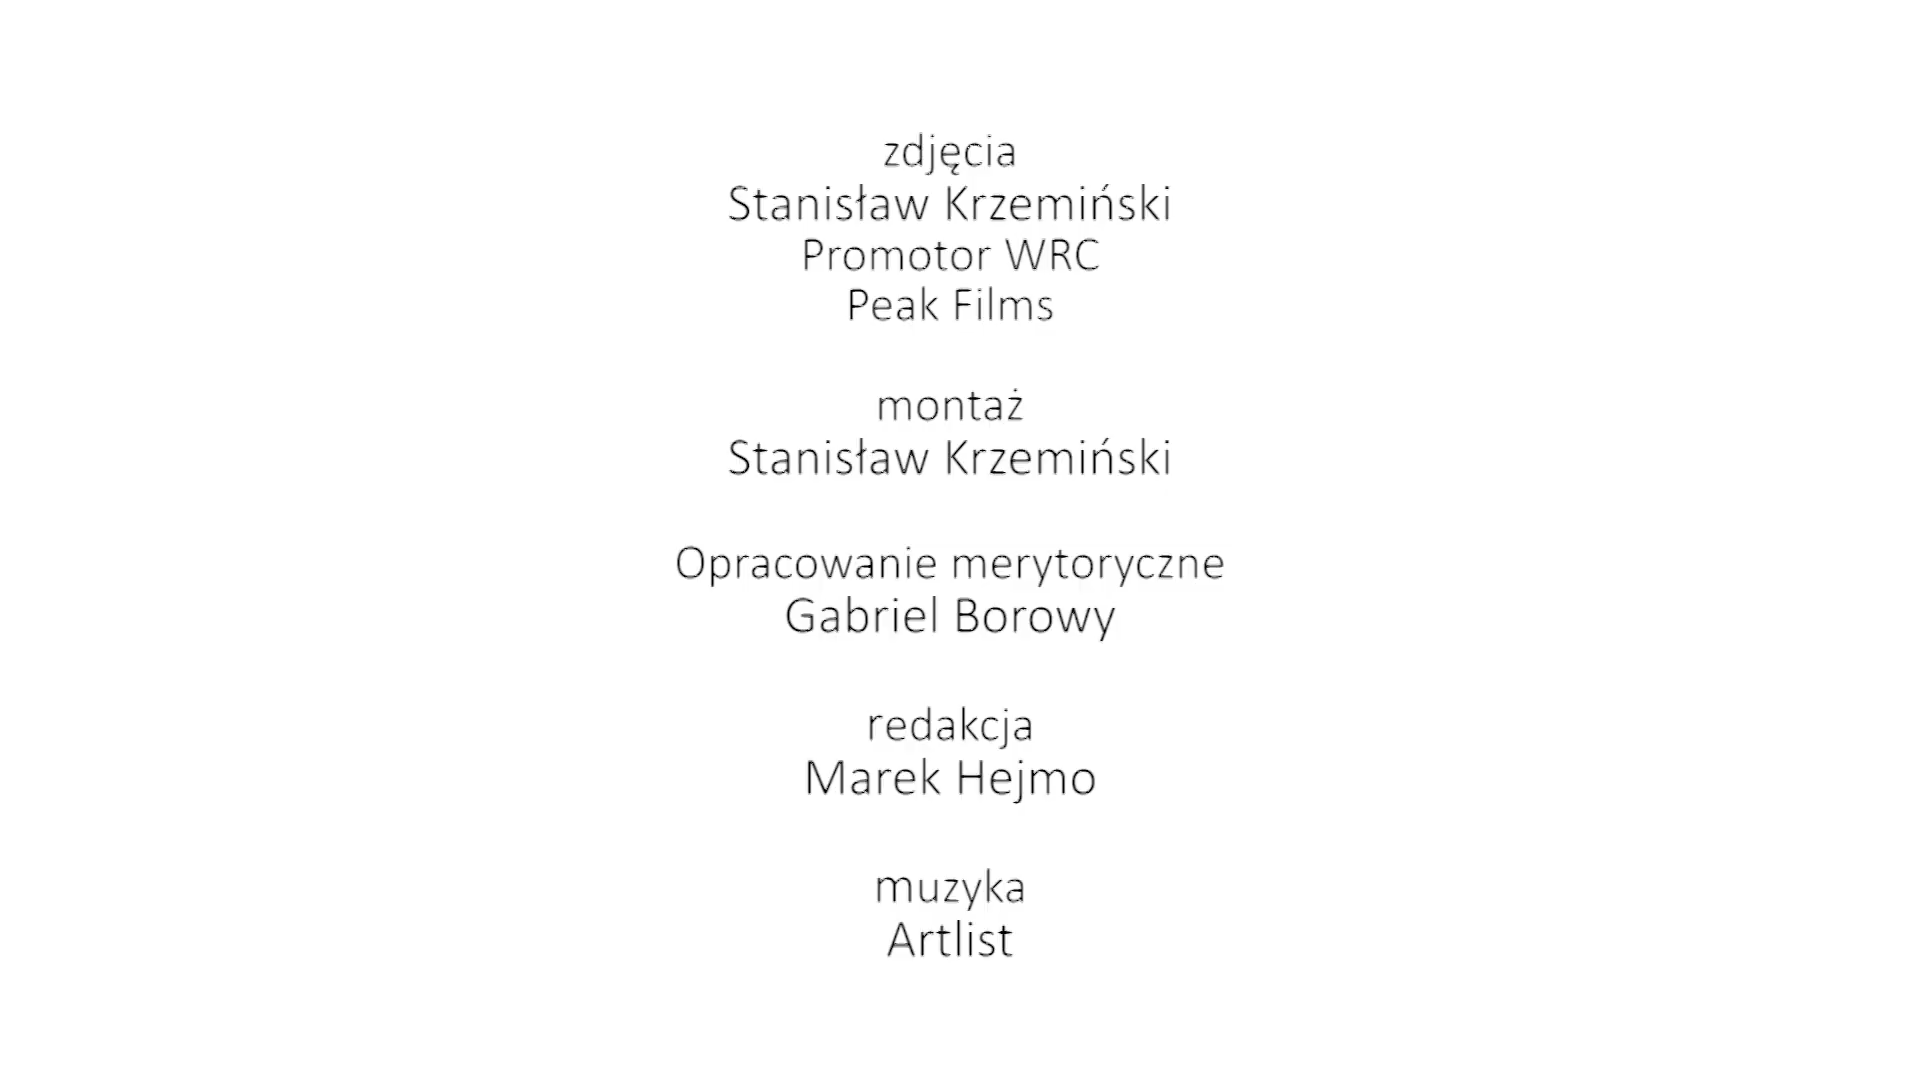 zdjęcia
Stanisław Krzemiński
Promotor WRC
Peak Films
montaż
Stanisław Krzemiński
Opracowanie merytoryczne
Gabriel Borowy
redakcja
Marek Hejmo
muzyka
Artlist